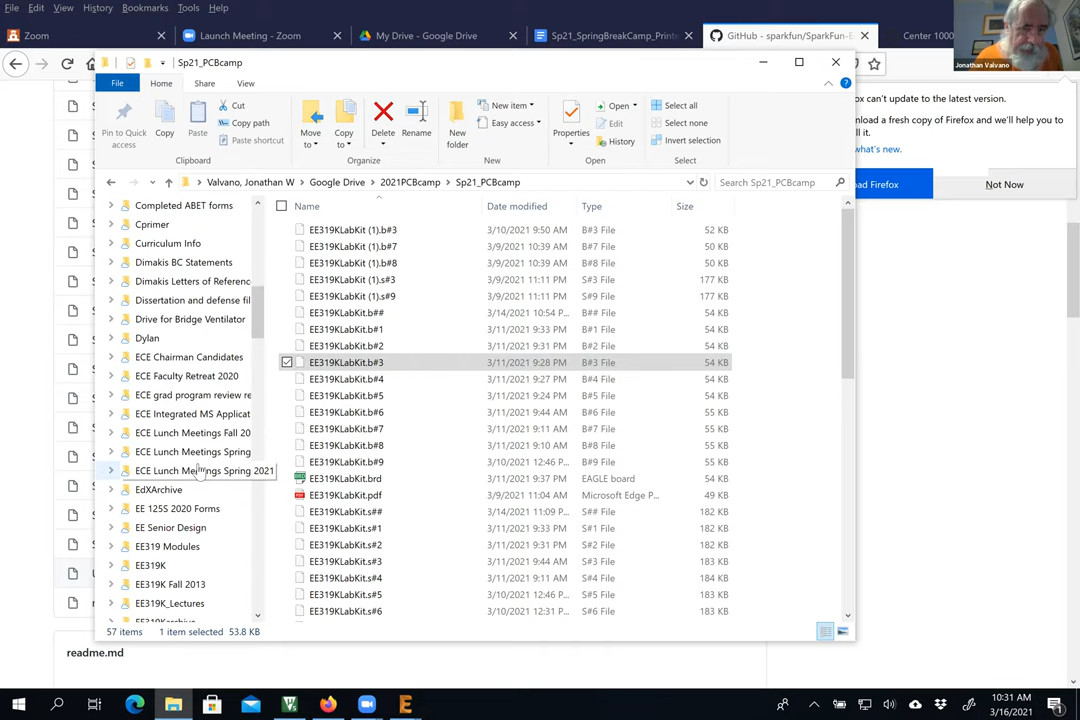 File Edit View History Bookmarks Tools Help
Zoom
Launch Meeting - Zoom
My Drive - Google Drive
Sp21_SpringBreakCamp_Printe
GitHub - sparkfun/SparkFun-E
Center 1000
Jonathan Valvano
Sp21_PCBcamp
File Home Share View
Pin to Quick access
Copy
Paste
Cut
Copy path
Paste shortcut
Clipboard
Move to
Copy to
Delete
Rename
Organize
New folder
New item
Easy access
New
Properties
Open
Edit
History
Open
Select all
Select none
Invert selection
Select
Valvano, Jonathan W > Google Drive > 2021PCBcamp > Sp21_PCBcamp
Search Sp21_PCBcamp
fox can't update to the latest version.
nload a fresh copy of Firefox and we'll help you to
it.
what's new.
ad Firefox
Not Now
Completed ABET forms
Cprimer
Curriculum Info
Dimakis BC Statements
Dimakis Letters of Referenc
Dissertation and defense fil
Drive for Bridge Ventilator
Dylan
ECE Chairman Candidates
ECE Faculty Retreat 2020
ECE grad program review re
ECE Integrated MS Applicat
ECE Lunch Meetings Fall 20
ECE Lunch Meetings Spring
ECE Lunch Meetings Spring 2021
EdXArchive
EE 125S 2020 Forms
EE Senior Design
EE319 Modules
EE319K
EE319K Fall 2013
EE319K_Lectures
Name Date modified Type Size
EE319KLabKit (1).b#3 3/10/2021 9:50 AM B#3 File 52 KB
EE319KLabKit (1).b#7 3/9/2021 10:39 AM B#7 File 50 KB
EE319KLabKit (1).b#8 3/9/2021 10:39 AM B#8 File 50 KB
EE319KLabKit (1).s#3 3/9/2021 11:11 PM S#3 File 177 KB
EE319KLabKit (1).s#9 3/9/2021 11:11 PM S#9 File 177 KB
EE319KLabKit.b## 3/14/2021 10:54 P... B## File 54 KB
EE319KLabKit.b#1 3/11/2021 9:33 PM B#1 File 54 KB
EE319KLabKit.b#2 3/11/2021 9:31 PM B#2 File 54 KB
EE319KLabKit.b#3 3/11/2021 9:28 PM B#3 File 54 KB
EE319KLabKit.b#4 3/11/2021 9:27 PM B#4 File 54 KB
EE319KLabKit.b#5 3/11/2021 9:24 PM B#5 File 54 KB
EE319KLabKit.b#6 3/11/2021 9:44 AM B#6 File 55 KB
EE319KLabKit.b#7 3/11/2021 9:29 AM B#7 File 55 KB
EE319KLabKit.b#8 3/11/2021 9:10 AM B#8 File 55 KB
EE319KLabKit.b#9 3/10/2021 12:46 P... B#9 File 55 KB
EE319KLabKit.brd 3/11/2021 9:37 PM EAGLE board 54 KB
EE319KLabKit.pdf 3/9/2021 11:04 AM Microsoft Edge P... 49 KB
EE319KLabKit.s## 3/14/2021 11:09 P... S## File 182 KB
EE319KLabKit.s#1 3/11/2021 9:33 PM S#1 File 182 KB
EE319KLabKit.s#2 3/11/2021 9:31 PM S#2 File 182 KB
EE319KLabKit.s#3 3/11/2021 9:44 AM S#3 File 183 KB
EE319KLabKit.s#4 3/11/2021 9:11 AM S#4 File 184 KB
EE319KLabKit.s#5 3/10/2021 12:46 P... S#5 File 183 KB
EE319KLabKit.s#6 3/10/2021 12:31 P... S#6 File 183 KB
57 items 1 item selected 53.8 KB
readme.md
10:31 AM
3/16/2021